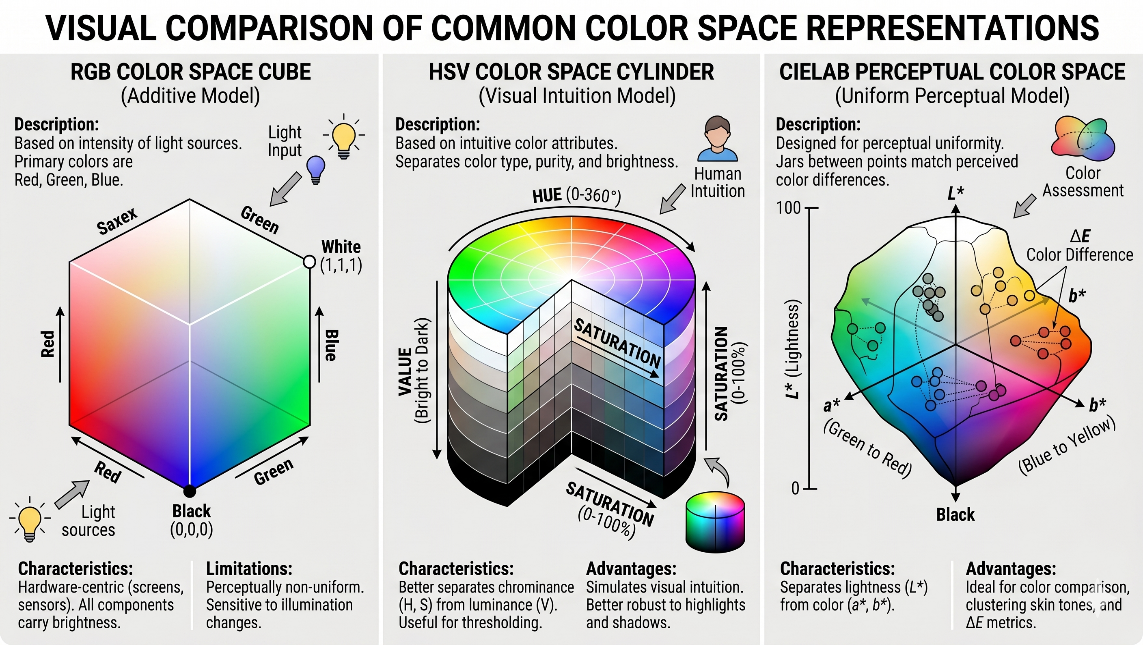 VISUAL COMPARISON OF COMMON COLOR SPACE REPRESENTATIONS
RGB COLOR SPACE CUBE
(Additive Model)
Description:
Based on intensity of light sources.
Primary colors are
Red, Green, Blue.
Light
Input
Saxex
Green
White
(1,1,1)
Red
Blue
Red
Green
Light
sources
Black
(0,0,0)
Characteristics:
Hardware-centric (screens,
sensors). All components
carry brightness.
Limitations:
Perceptually non-uniform.
Sensitive to illumination
changes.
HSV COLOR SPACE CYLINDER
(Visual Intuition Model)
Description:
Based on intuitive color attributes.
Separates color type, purity, and brightness.
Human
Intuition
HUE (0-360°)
VALUE
(Bright to Dark)
SATURATION
SATURATION
(0-100%)
SATURATION
(0-100%)
Characteristics:
Better separates chrominance
(H, S) from luminance (V).
Useful for thresholding.
Advantages:
Simulates visual intuition.
Better robust to highlights
and shadows.
CIELAB PERCEPTUAL COLOR SPACE
(Uniform Perceptual Model)
Description:
Designed for perceptual uniformity.
Jars between points match perceived
color differences.
Color
Assessment
L*
100
ΔE
Color Difference
b*
L* (Lightness)
a*
(Green to Red)
b*
(Blue to Yellow)
0
Black
Characteristics:
Separates lightness (L*)
from color (a*, b*).
Advantages:
Ideal for color comparison,
clustering skin tones, and
ΔE metrics.